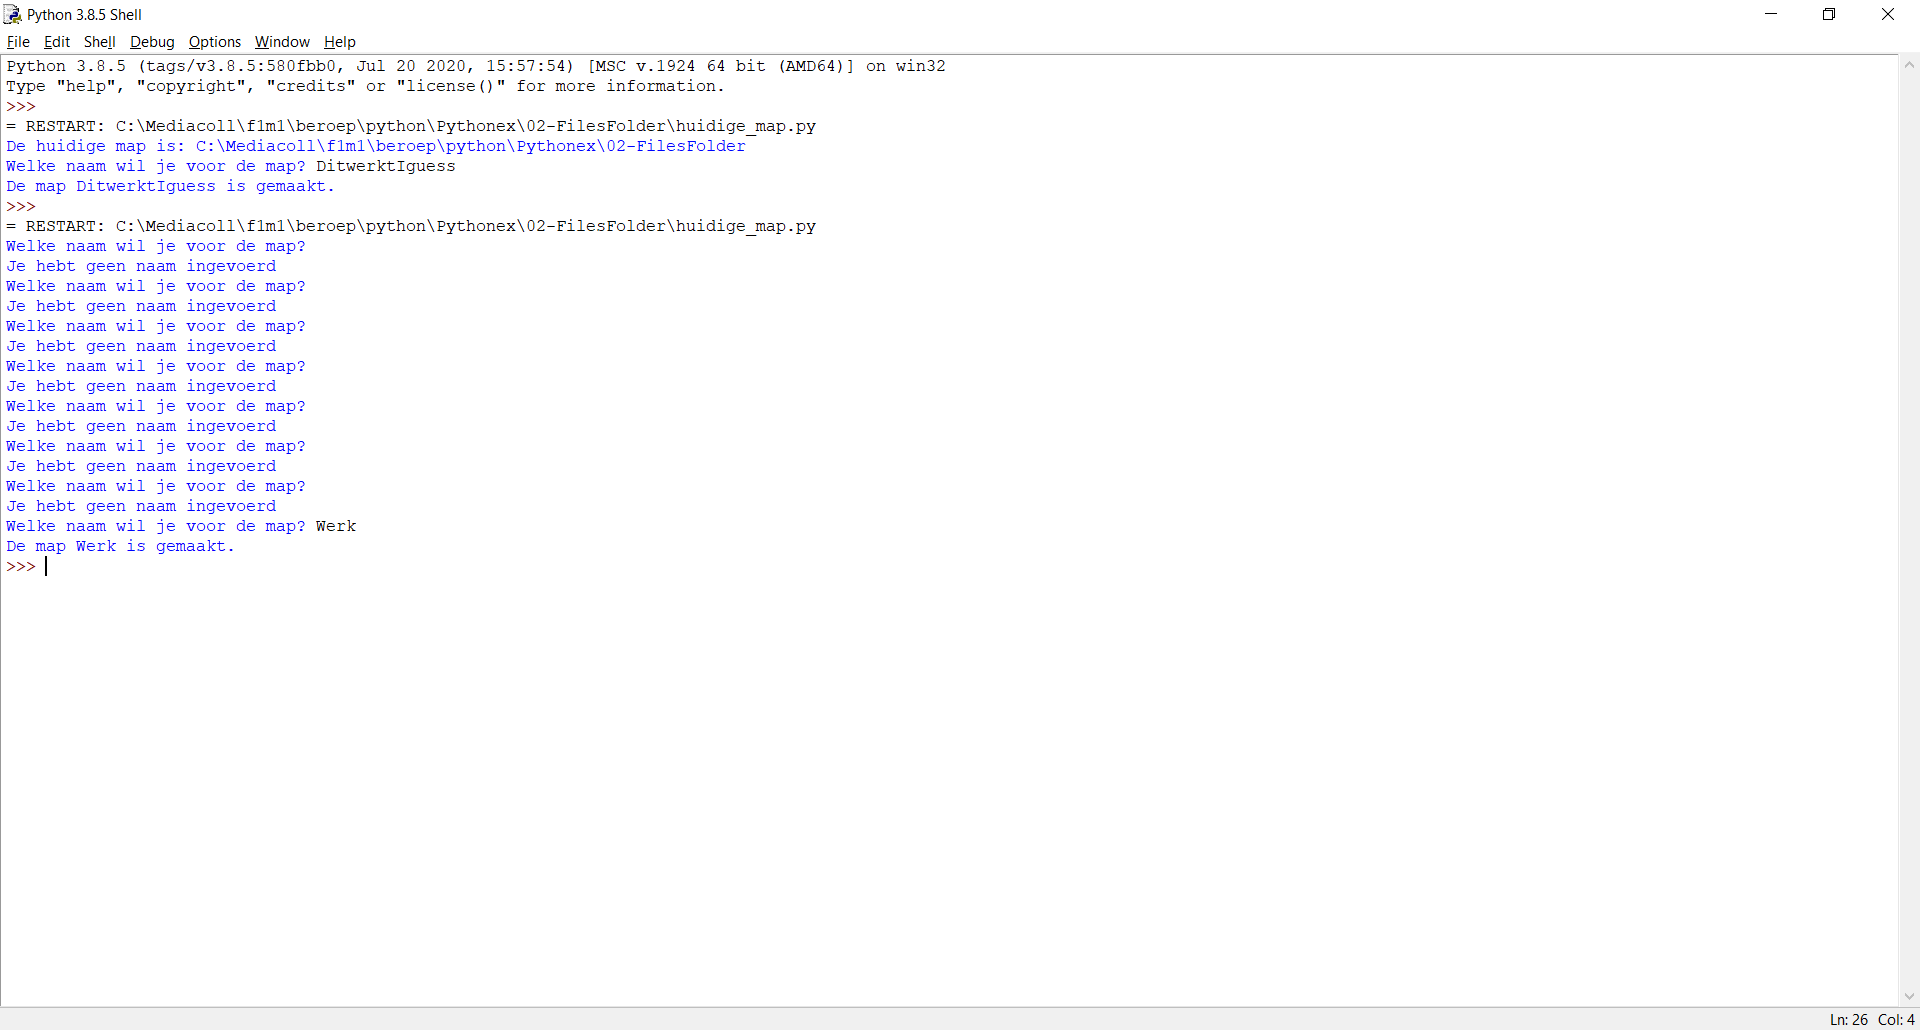 Python 3.8.5 Shell
File Edit Shell Debug Options Window Help
Python 3.8.5 (tags/v3.8.5:580fbb0, Jul 20 2020, 15:57:54) [MSC v.1924 64 bit (AMD64)] on win32
Type "help", "copyright", "credits" or "license()" for more information.
>>>
= RESTART: C:\Mediacoll\f1m1\beroep\python\Pythonex\02-FilesFolder\huidige_map.py
De huidige map is: C:\Mediacoll\f1m1\beroep\python\Pythonex\02-FilesFolder
Welke naam wil je voor de map? DitwerktIguess
De map DitwerktIguess is gemaakt.
>>>
= RESTART: C:\Mediacoll\f1m1\beroep\python\Pythonex\02-FilesFolder\huidige_map.py
Welke naam wil je voor de map?
Je hebt geen naam ingevoerd
Welke naam wil je voor de map?
Je hebt geen naam ingevoerd
Welke naam wil je voor de map?
Je hebt geen naam ingevoerd
Welke naam wil je voor de map?
Je hebt geen naam ingevoerd
Welke naam wil je voor de map?
Je hebt geen naam ingevoerd
Welke naam wil je voor de map?
Je hebt geen naam ingevoerd
Welke naam wil je voor de map?
Je hebt geen naam ingevoerd
Welke naam wil je voor de map? Werk
De map Werk is gemaakt.
>>>
Ln: 26 Col: 4